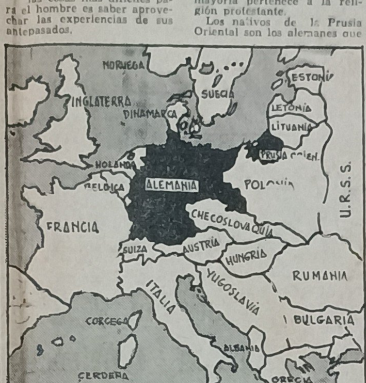 ra el hombre es saber aprove-
char las experiencias de sus
antepasados.
mayoría pertenece a la reli-
gión protestante.
Los nativos de la Prusia
Oriental son los alemanes que
NORUEGA
SUECIA
ESTONIA
LETONIA
LITUANIA
INGLATERRA
DINAMARCA
HOLANDA
PRUSIA
BELGICA
ALEMANIA
U.R.S.S.
FRANCIA
CHECOSLOVAQUIA
SUIZA
AUSTRIA
HUNGRIA
RUMANIA
ITALIA
YUGOSLAVIA
CORCEGA
BULGARIA
ALBANIA
CERDEÑA
GRECIA